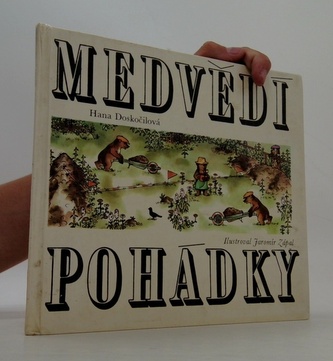 MEDVĚDÍ
Hana Doskočilová
Ilustroval Jaromír Zápal
POHÁDKY